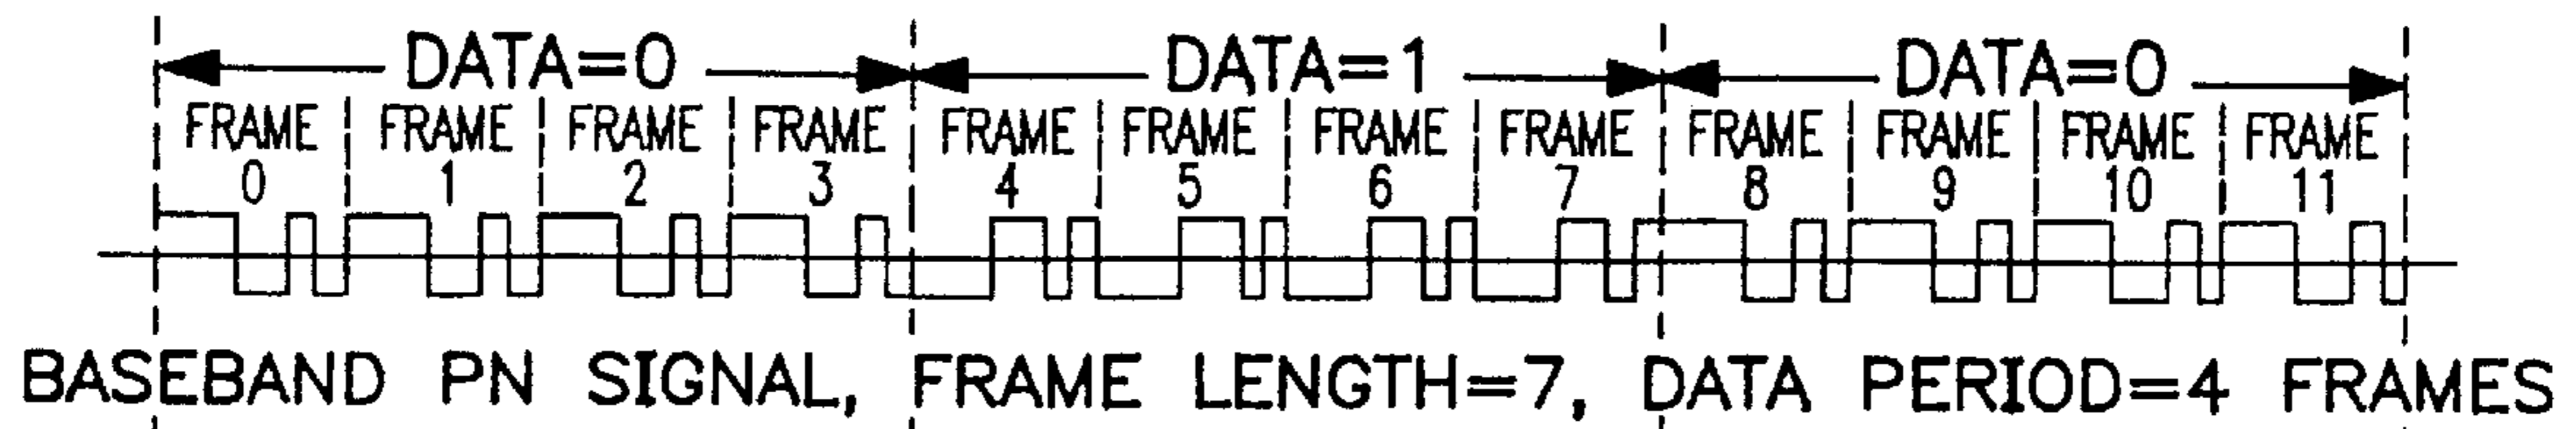 DATA=0 DATA=1 DATA=0
FRAME FRAME FRAME FRAME FRAME FRAME FRAME FRAME FRAME FRAME FRAME FRAME
0 1 2 3 4 5 6 7 8 9 10 11
BASEBAND PN SIGNAL, FRAME LENGTH=7, DATA PERIOD=4 FRAMES